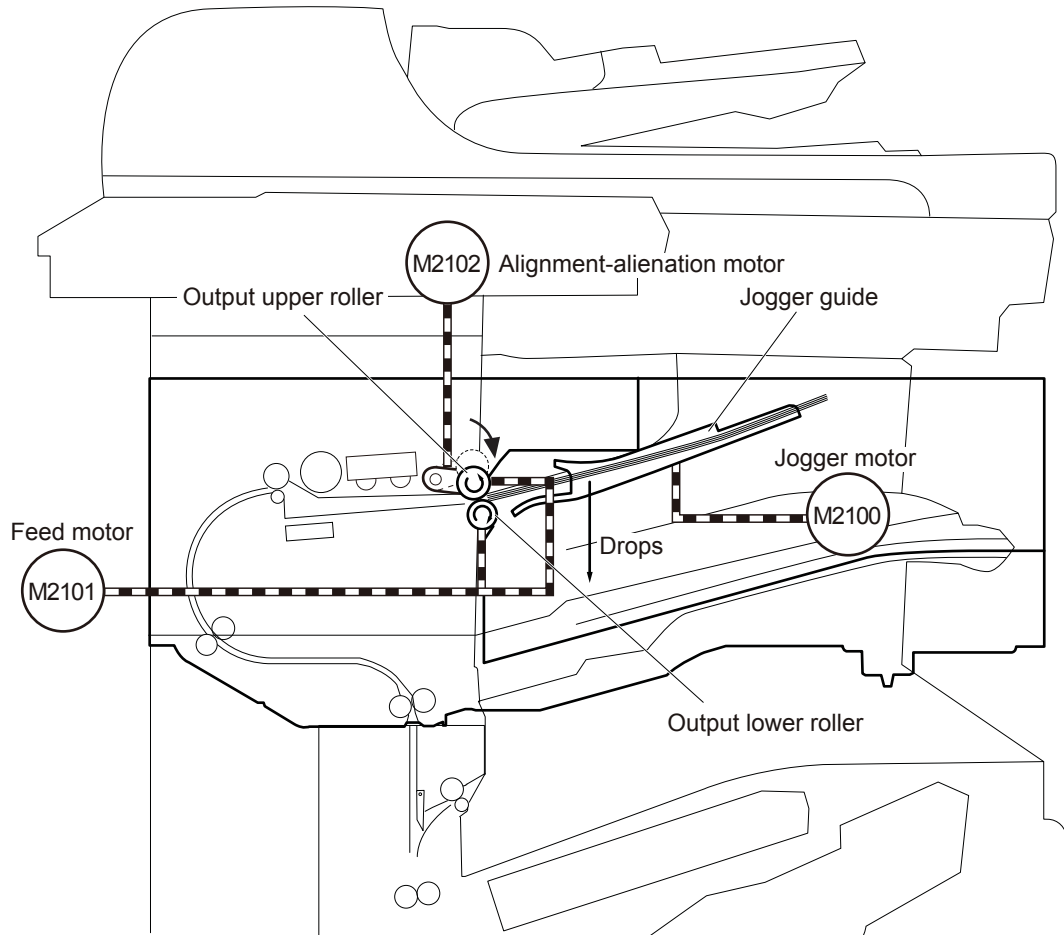 M2102
Alignment-alienation motor
Output upper roller
Jogger guide
Jogger motor
M2100
Feed motor
Drops
M2101
Output lower roller